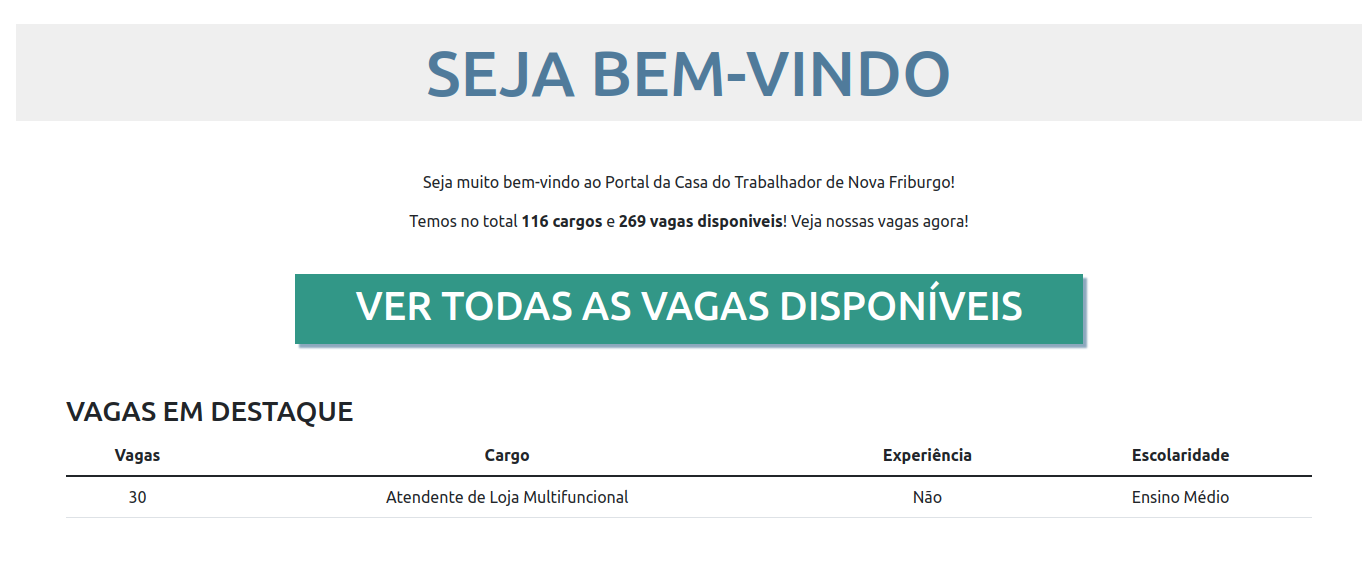 SEJA BEM-VINDO
Seja muito bem-vindo ao Portal da Casa do Trabalhador de Nova Friburgo!
Temos no total 116 cargos e 269 vagas disponiveis! Veja nossas vagas agora!
VER TODAS AS VAGAS DISPONÍVEIS
VAGAS EM DESTAQUE
Vagas Cargo Experiência Escolaridade
30 Atendente de Loja Multifuncional Não Ensino Médio